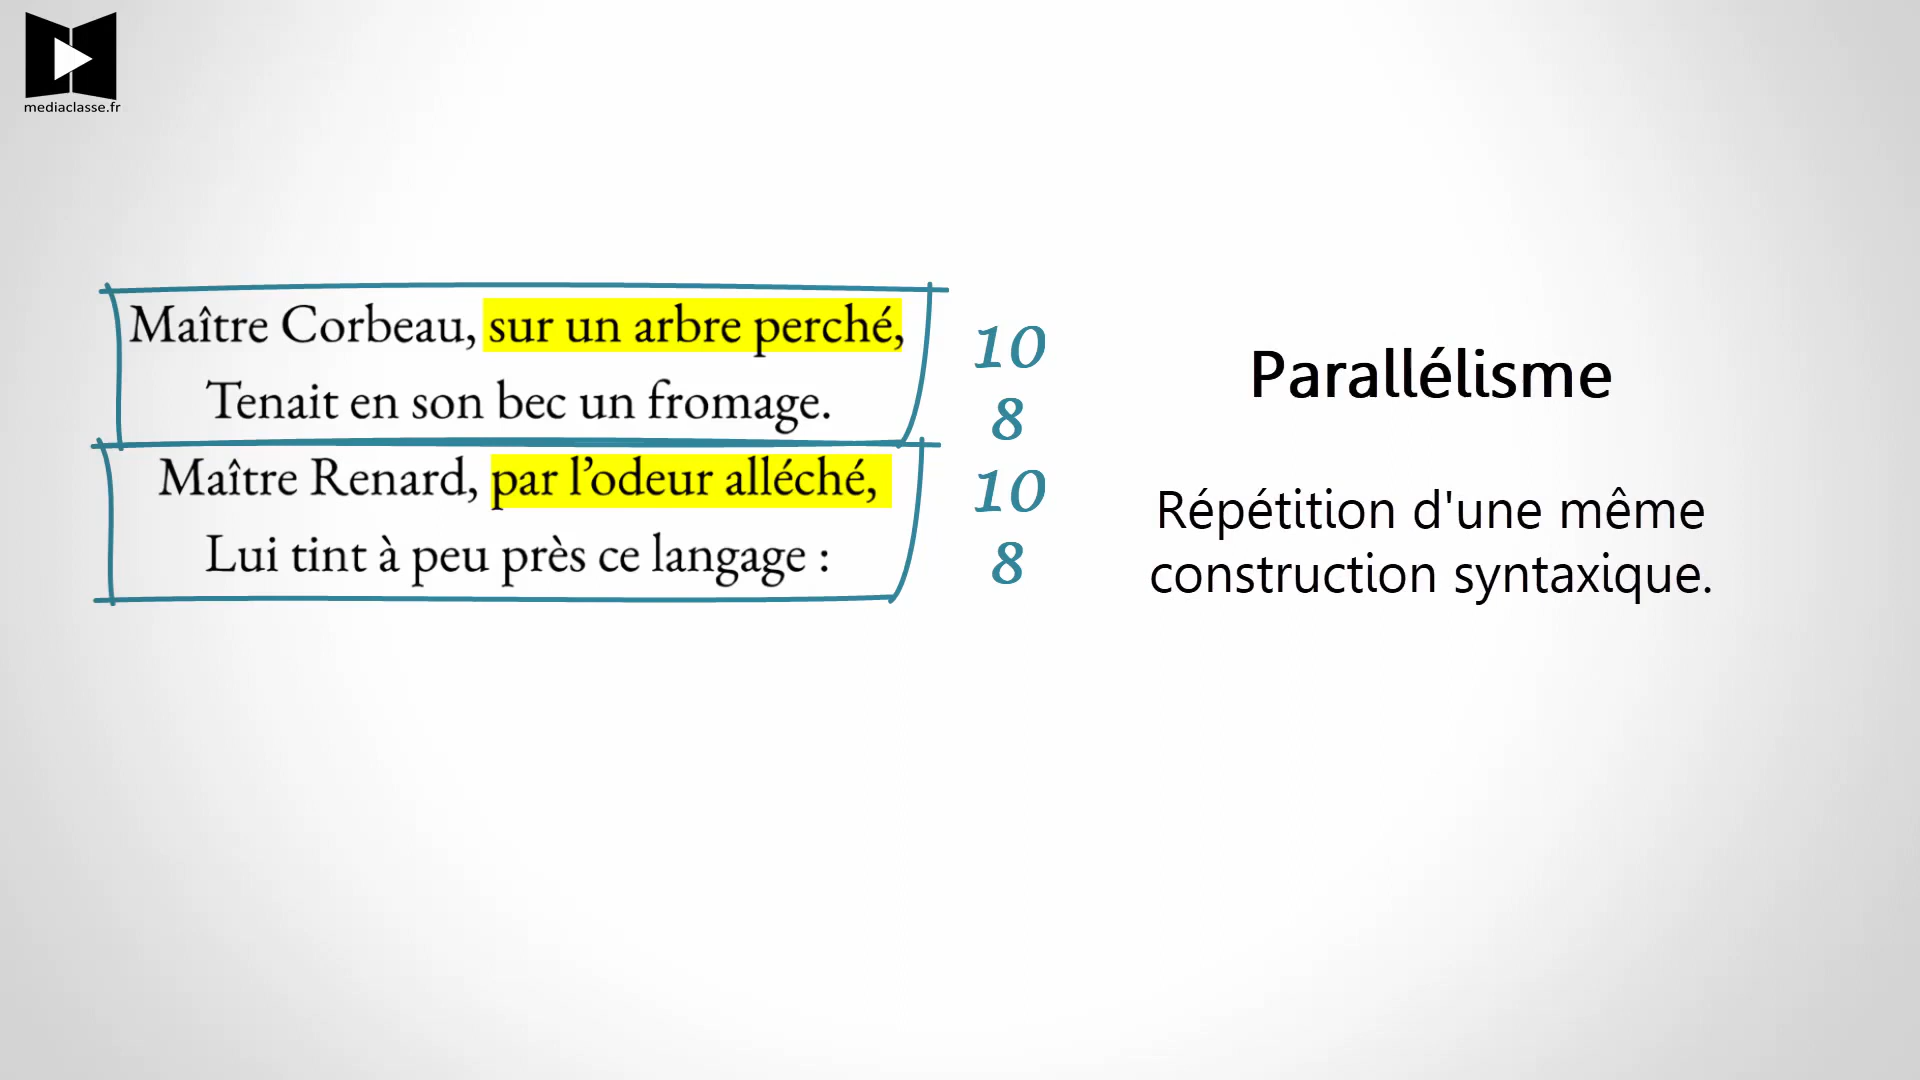 mediaclasse.fr
Maître Corbeau, sur un arbre perché,
Tenait en son bec un fromage.
Maître Renard, par l’odeur alléché,
Lui tint à peu près ce langage :
10
8
10
8
Parallélisme
Répétition d'une même
construction syntaxique.